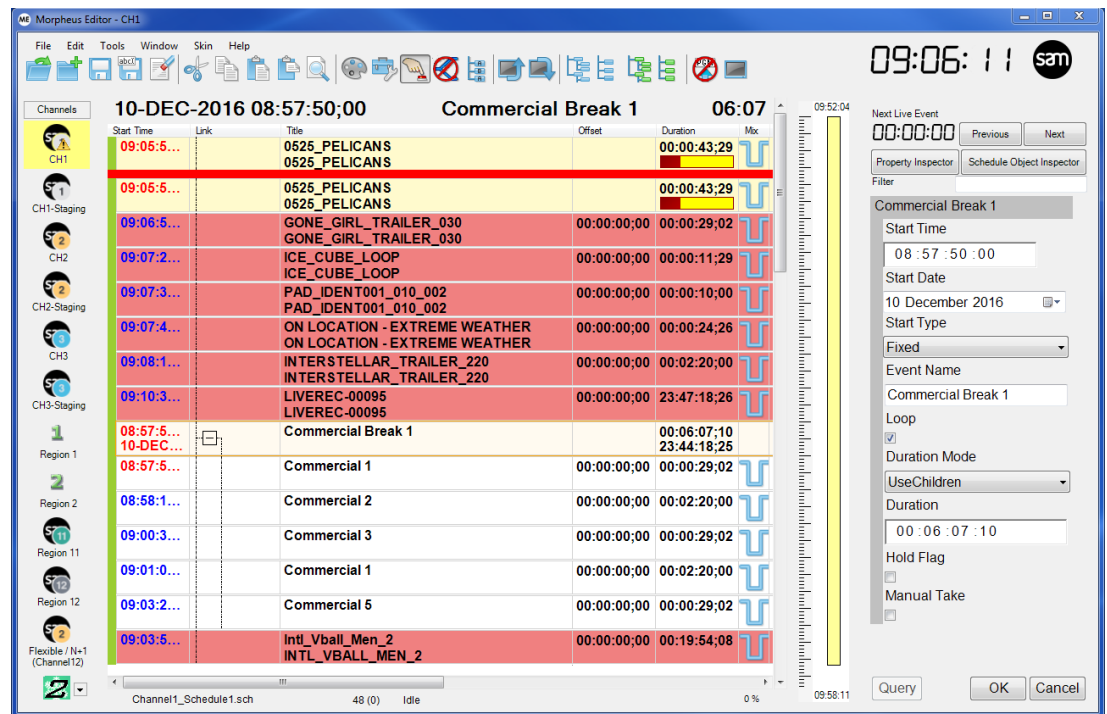 Morpheus Editor - CH1
File Edit Tools Window Skin Help
09:06:11
sam
Channels
10-DEC-2016 08:57:50;00 Commercial Break 1 06:07
09:52:04
Start Time Link Title Offset Duration Mix
09:05:5... 0525_PELICANS 00:00:43;29
0525_PELICANS
09:05:5... 0525_PELICANS 00:00:43;29
0525_PELICANS
09:06:5... GONE_GIRL_TRAILER_030 00:00:00;00 00:00:29;02
GONE_GIRL_TRAILER_030
09:07:2... ICE_CUBE_LOOP 00:00:00;00 00:00:11;29
ICE_CUBE_LOOP
09:07:3... PAD_IDENT001_010_002 00:00:00;00 00:00:10;00
PAD_IDENT001_010_002
09:07:4... ON LOCATION - EXTREME WEATHER 00:00:00;00 00:00:24;26
ON LOCATION - EXTREME WEATHER
09:08:1... INTERSTELLAR_TRAILER_220 00:00:00;00 00:02:20;00
INTERSTELLAR_TRAILER_220
09:10:3... LIVEREC-00095 00:00:00;00 23:47:18;26
LIVEREC-00095
08:57:5... Commercial Break 1 00:06:07;10
10-DEC... 23:44:18;25
08:57:5... Commercial 1 00:00:00;00 00:00:29;02
08:58:1... Commercial 2 00:00:00;00 00:02:20;00
09:00:3... Commercial 3 00:00:00;00 00:00:29;02
09:01:0... Commercial 1 00:00:00;00 00:02:20;00
09:03:2... Commercial 5 00:00:00;00 00:00:29;02
09:03:5... Intl_Vball_Men_2 00:00:00;00 00:19:54;08
INTL_VBALL_MEN_2
CH1
CH1-Staging
CH2
CH2-Staging
CH3
CH3-Staging
Region 1
Region 2
Region 11
Region 12
Flexible / N+1
(Channel12)
Channel1_Schedule1.sch 48 (0) Idle 0 %
09:58:11
Next Live Event
00:00:00 Previous Next
Property Inspector Schedule Object Inspector
Filter
Commercial Break 1
Start Time
08:57:50:00
Start Date
10 December 2016
Start Type
Fixed
Event Name
Commercial Break 1
Loop
Duration Mode
UseChildren
Duration
00:06:07:10
Hold Flag
Manual Take
Query OK Cancel